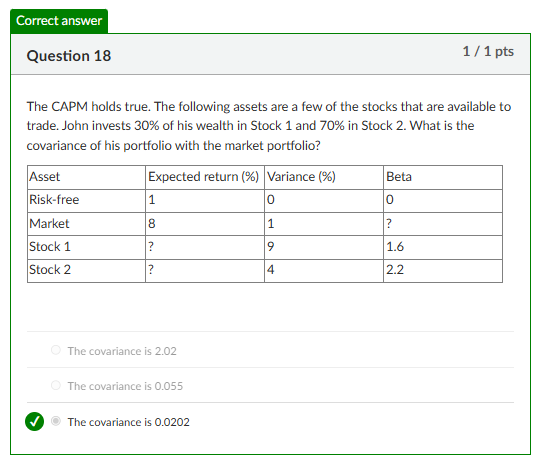 Correct answer
Question 18
1 / 1 pts
The CAPM holds true. The following assets are a few of the stocks that are available to
trade. John invests 30% of his wealth in Stock 1 and 70% in Stock 2. What is the
covariance of his portfolio with the market portfolio?
Asset Expected return (%) Variance (%) Beta
Risk-free 1 0 0
Market 8 1 ?
Stock 1 ? 9 1.6
Stock 2 ? 4 2.2
The covariance is 2.02
The covariance is 0.055
The covariance is 0.0202